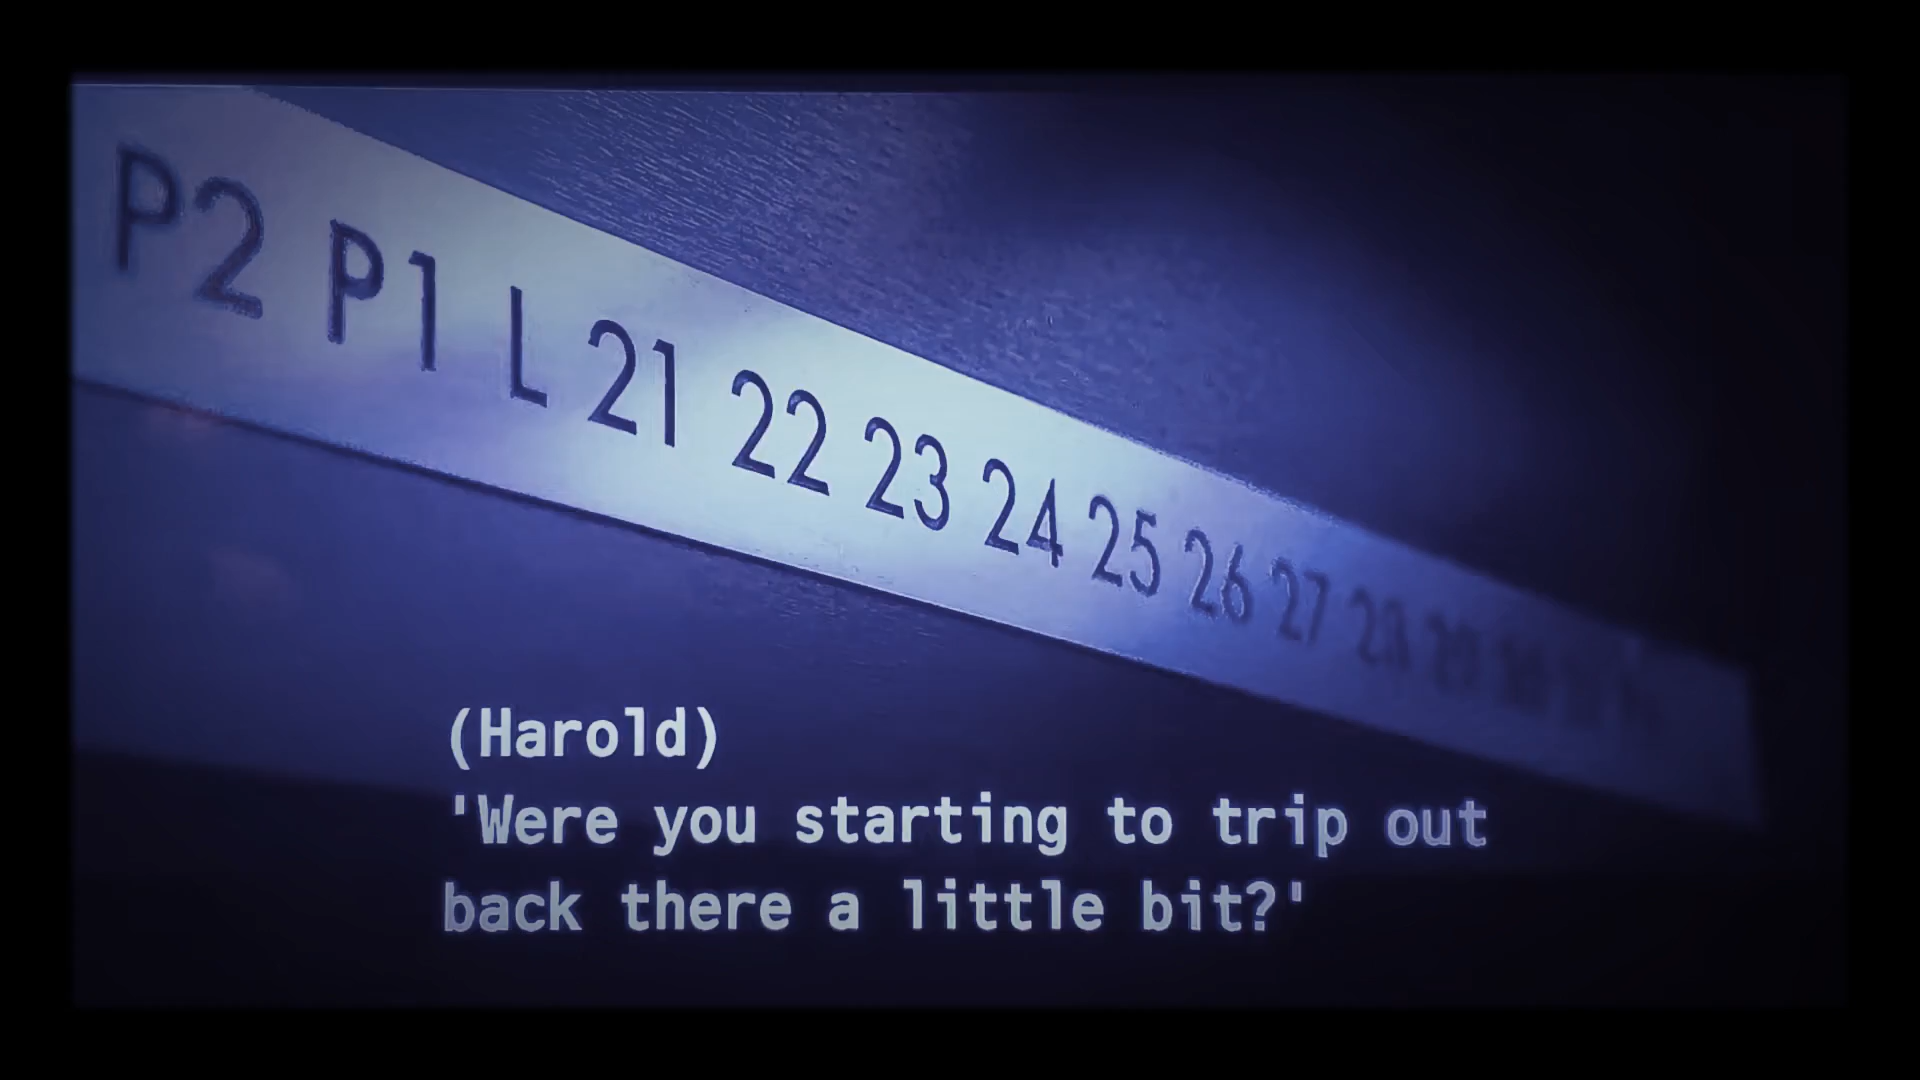 P2 P1 L 21 22 23 24 25 26 27 28
(Harold)
'Were you starting to trip out
back there a little bit?'